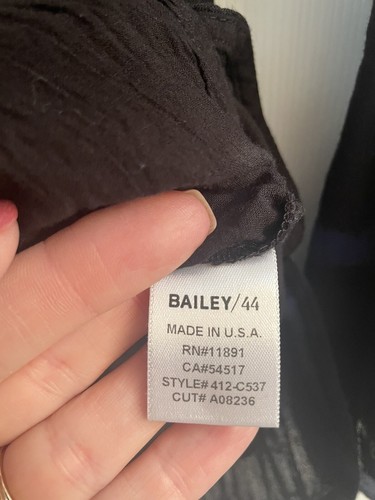 BAILEY/44
MADE IN U.S.A.
RN#11891
CA#54517
STYLE# 412-C537
CUT# A08236